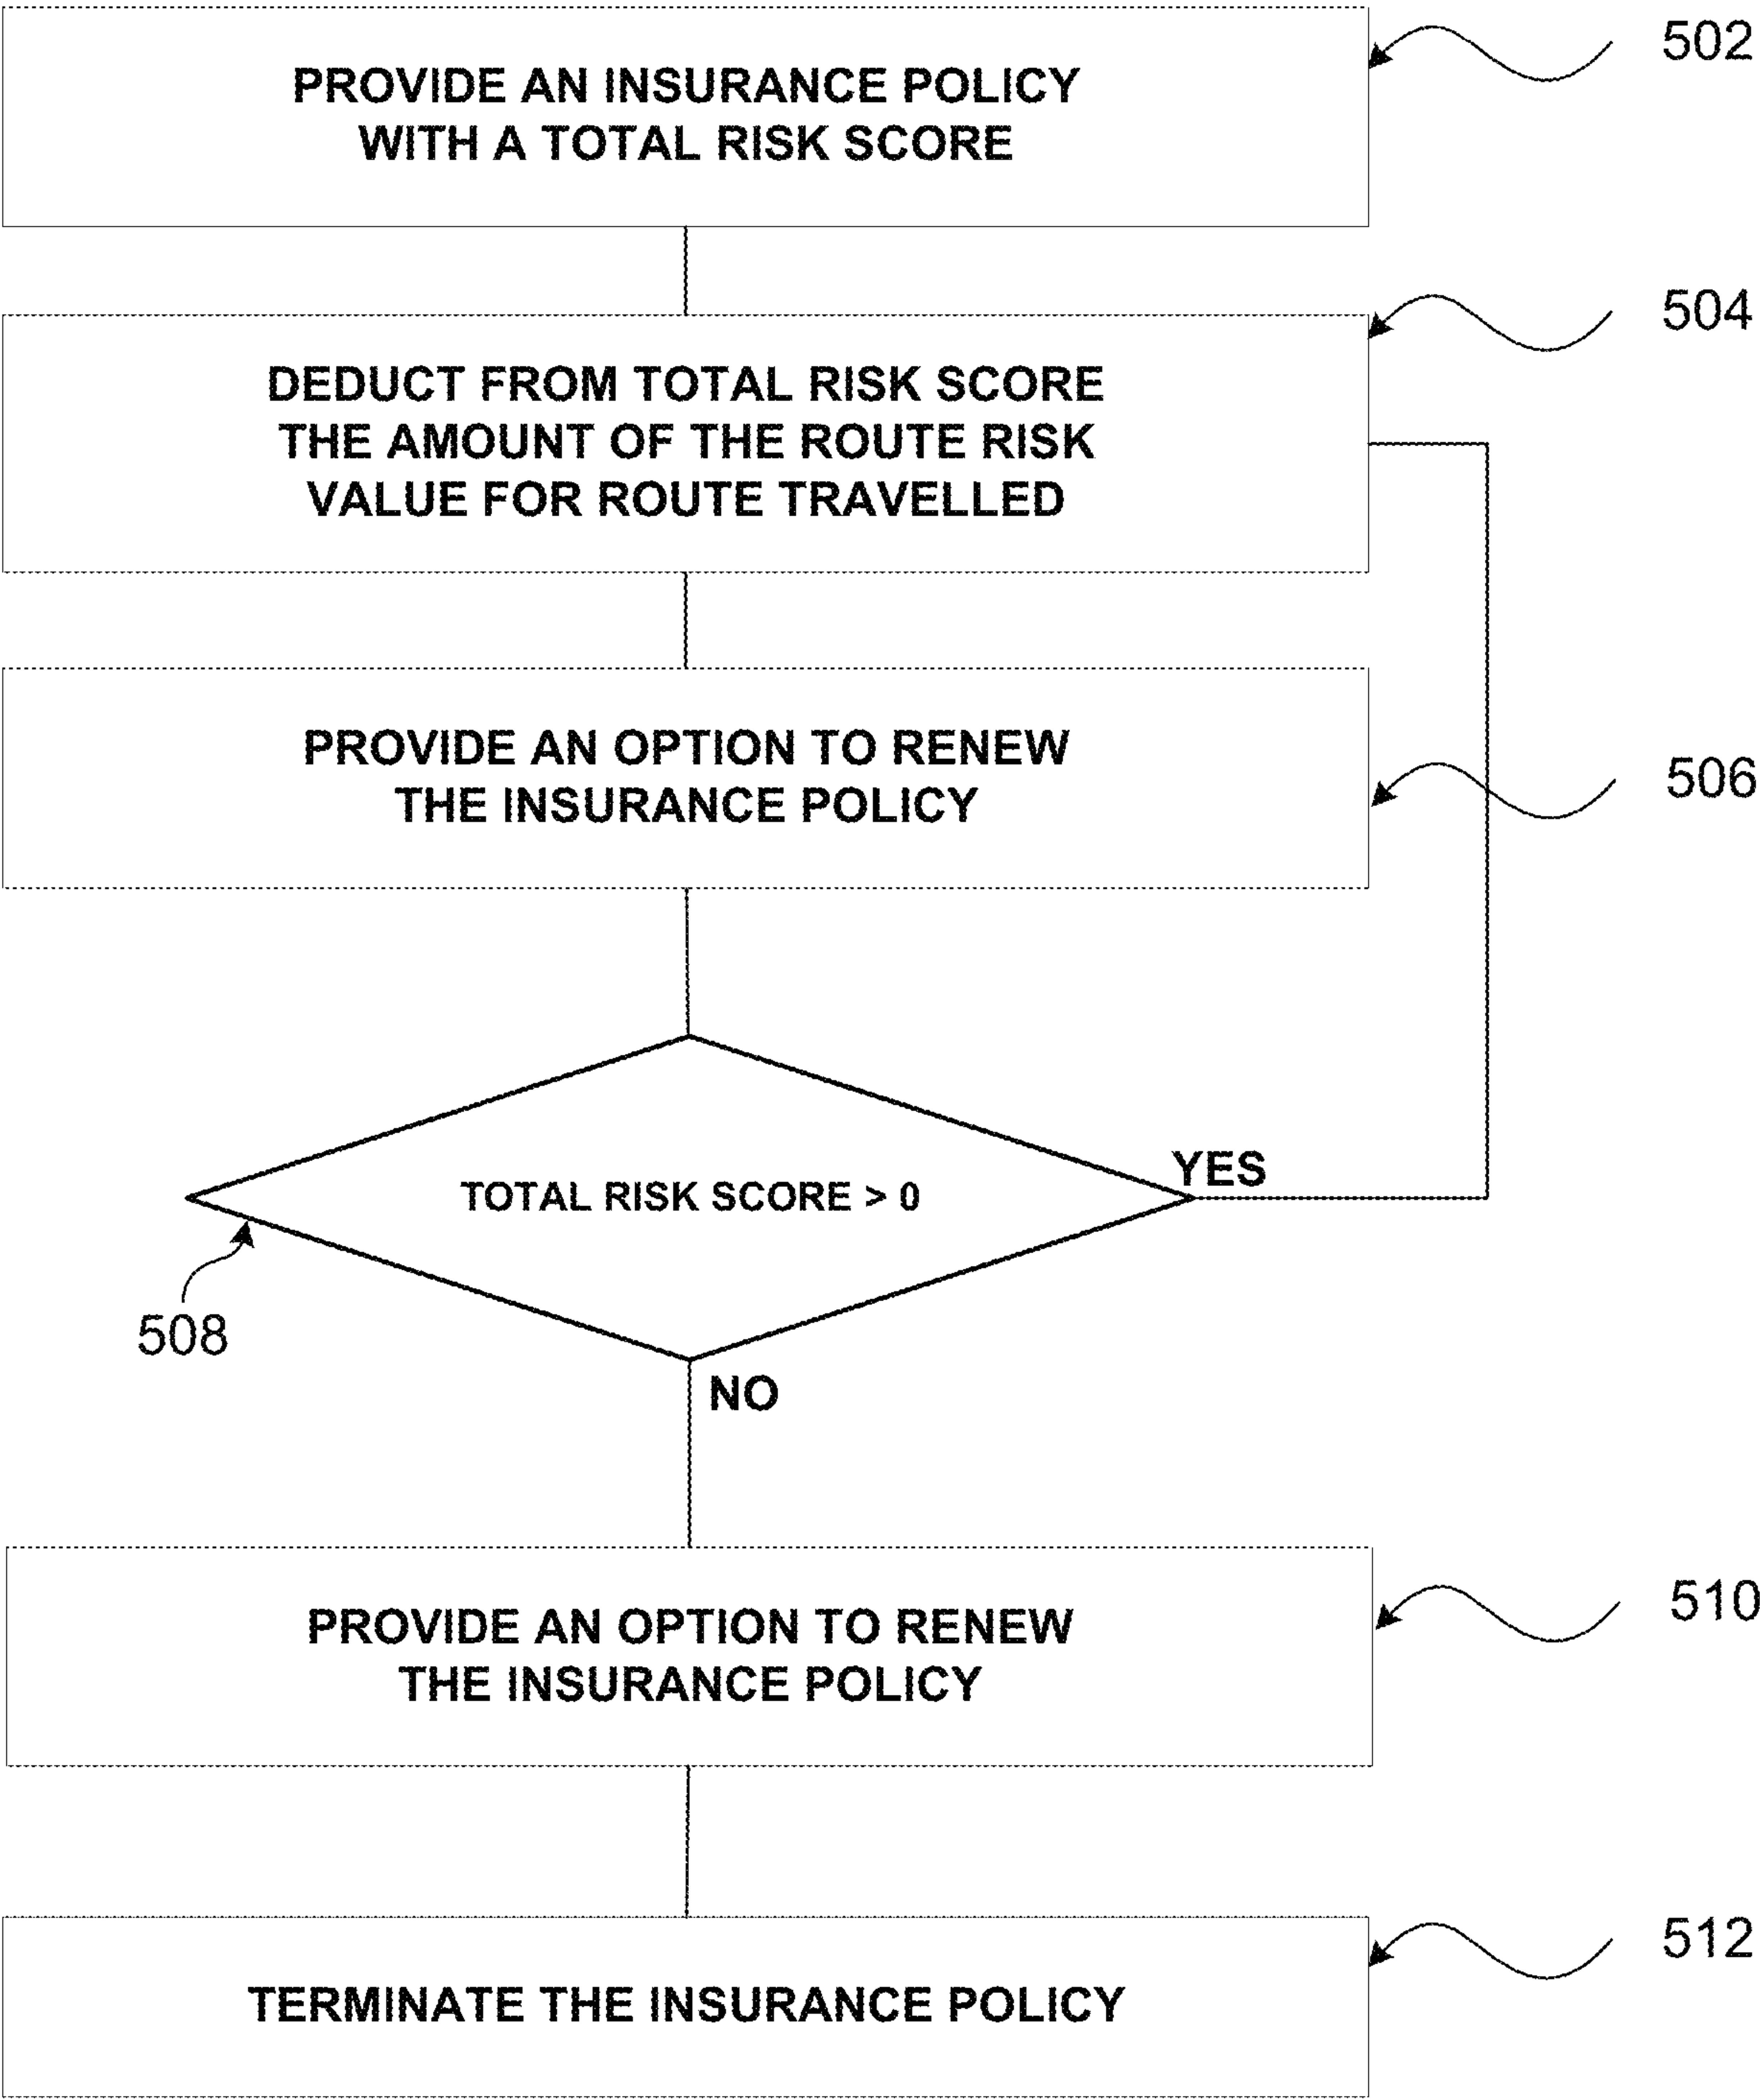 PROVIDE AN INSURANCE POLICY
WITH A TOTAL RISK SCORE
502
DEDUCT FROM TOTAL RISK SCORE
THE AMOUNT OF THE ROUTE RISK
VALUE FOR ROUTE TRAVELLED
504
PROVIDE AN OPTION TO RENEW
THE INSURANCE POLICY
506
TOTAL RISK SCORE > 0
YES
508
NO
PROVIDE AN OPTION TO RENEW
THE INSURANCE POLICY
510
TERMINATE THE INSURANCE POLICY
512